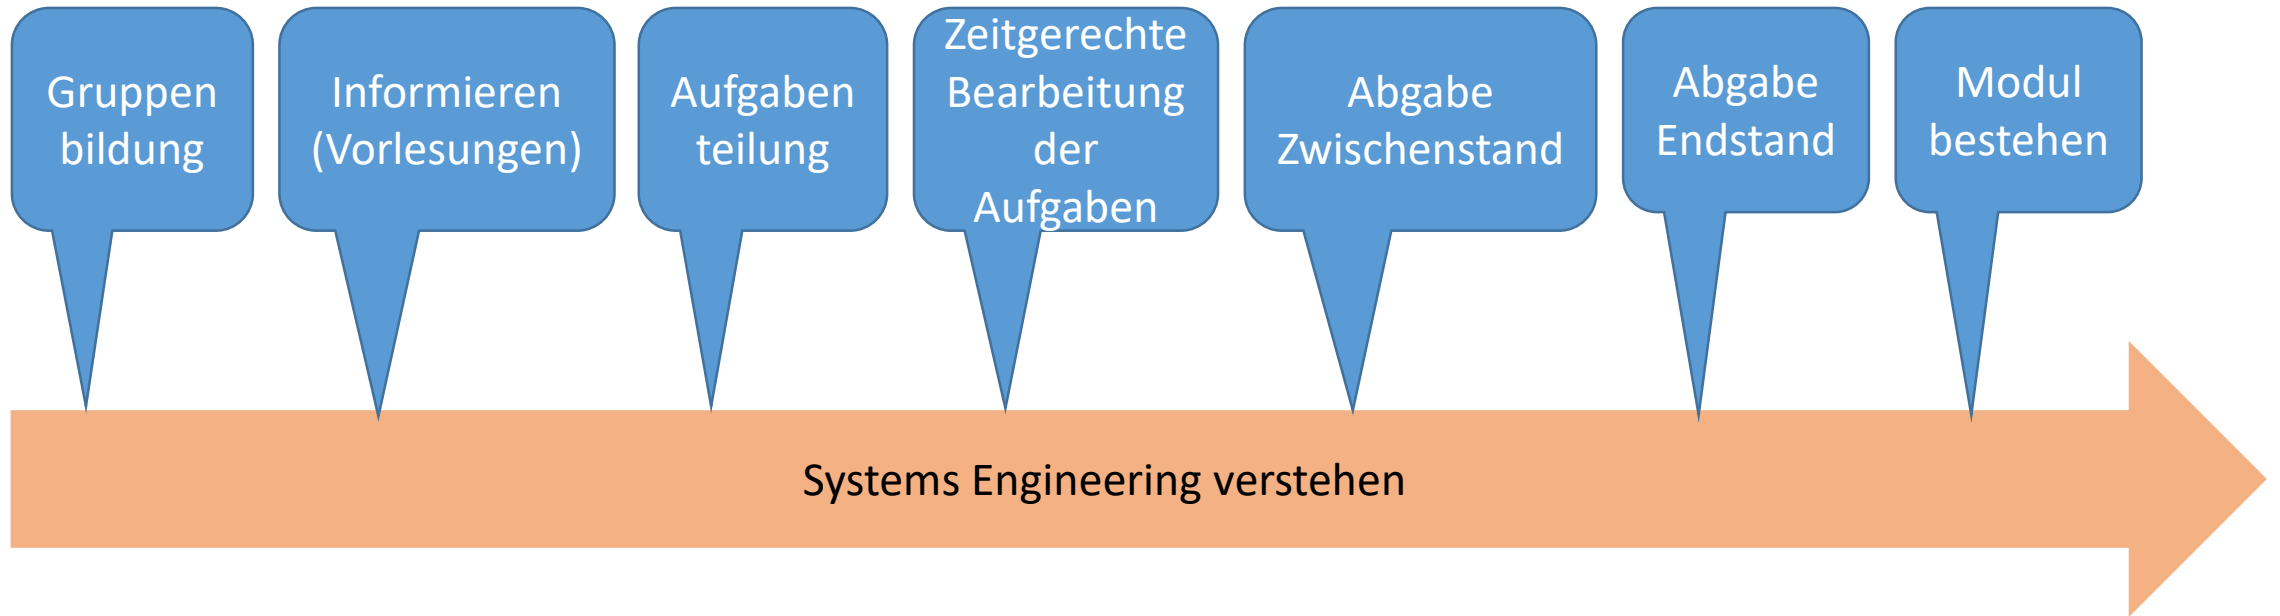 Gruppen
bildung
Informieren
(Vorlesungen)
Aufgaben
teilung
Zeitgerechte
Bearbeitung
der
Aufgaben
Abgabe
Zwischenstand
Abgabe
Endstand
Modul
bestehen
Systems Engineering verstehen